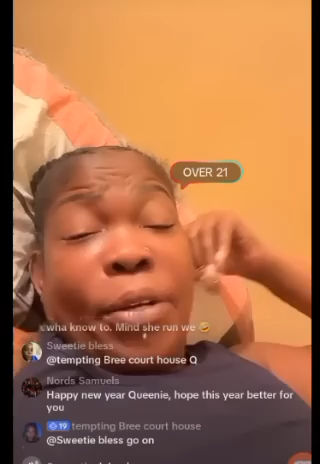 OVER 21
wha know to. Mind she run we 🤣
Sweetie bless
@tempting Bree court house Q
Nords Samuels
Happy new year Queenie, hope this year better for
you
19 tempting Bree court house
@Sweetie bless go on